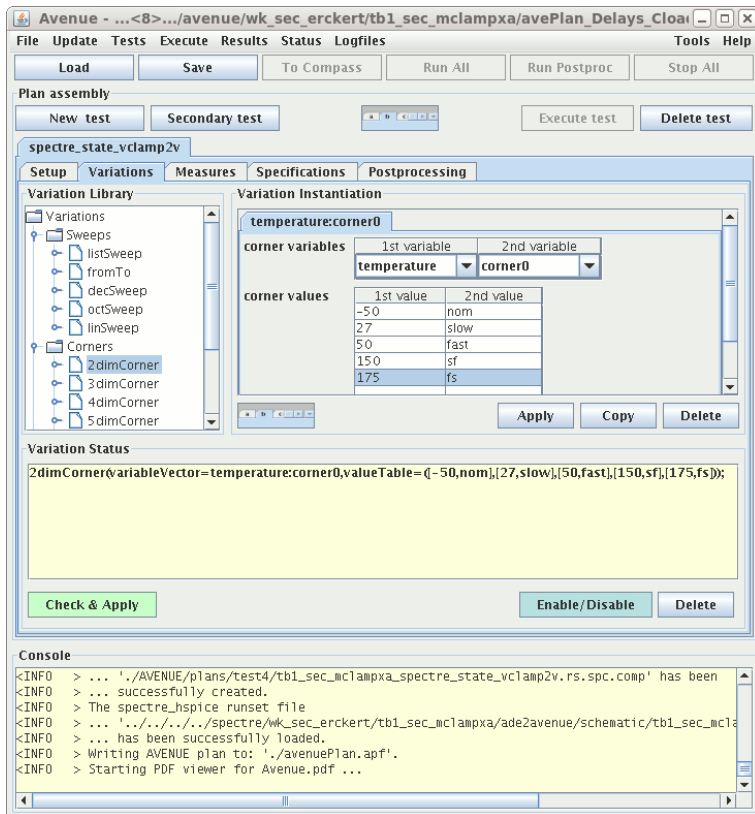 Avenue - ...<8>.../avenue/wk_sec_erckert/tb1_sec_mclampxa/avePlan_Delays_Cloa
File Update Tests Execute Results Status Logfiles Tools Help
Load Save To Compass Run All Run Postproc Stop All
Plan assembly
New test Secondary test a b c Execute test Delete test
spectre_state_vclamp2v
Setup Variations Measures Specifications Postprocessing
Variation Library
Variations
Sweeps
listSweep
fromTo
decSweep
octSweep
linSweep
Corners
2dimCorner
3dimCorner
4dimCorner
5dimCorner
Variation Instantiation
temperature:corner0
corner variables 1st variable 2nd variable
temperature corner0
corner values 1st value 2nd value
-50 nom
27 slow
50 fast
150 sf
175 fs
a b c Apply Copy Delete
Variation Status
2dimCorner(variableVector=temperature:corner0,valueTable=([-50,nom],[27,slow],[50,fast],[150,sf],[175,fs]));
Check & Apply Enable/Disable Delete
Console
<INFO > ... './AVENUE/plans/test4/tb1_sec_mclampxa_spectre_state_vclamp2v.rs.spc.comp' has been
<INFO > ... successfully created.
<INFO > The spectre_hspice runset file
<INFO > ... '../../../../spectre/wk_sec_erckert/tb1_sec_mclampxa/ade2avenue/schematic/tb1_sec_mcla
<INFO > ... has been successfully loaded.
<INFO > Writing AVENUE plan to: './avenuePlan.apf'.
<INFO > Starting PDF viewer for Avenue.pdf ...